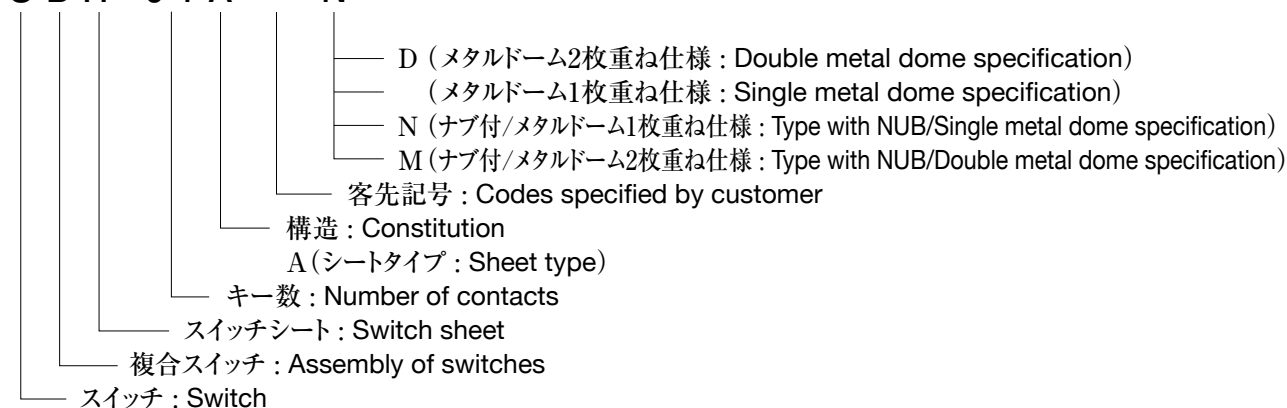 D (メタルドーム2枚重ね仕様 : Double metal dome specification)
(メタルドーム1枚重ね仕様 : Single metal dome specification)
N (ナブ付/メタルドーム1枚重ね仕様 : Type with NUB/Single metal dome specification)
M (ナブ付/メタルドーム2枚重ね仕様 : Type with NUB/Double metal dome specification)
客先記号 : Codes specified by customer
構造 : Constitution
A (シートタイプ : Sheet type)
キー数 : Number of contacts
スイッチシート : Switch sheet
複合スイッチ : Assembly of switches
スイッチ : Switch